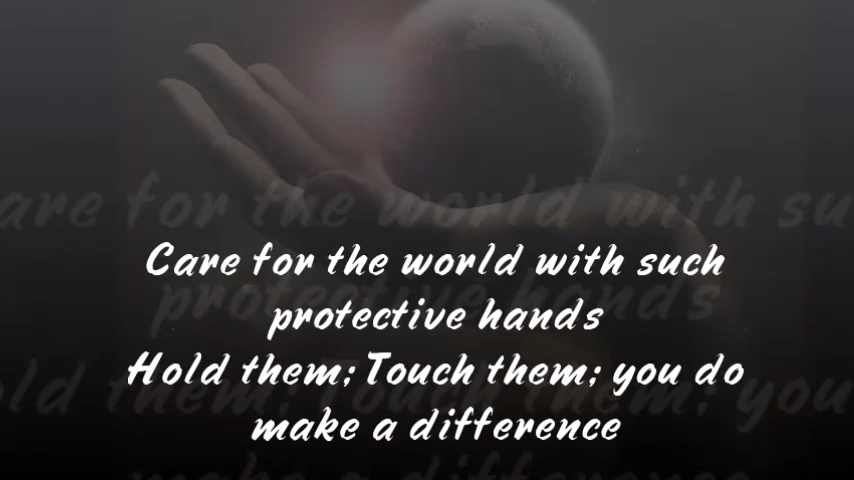 Care for the world with such
protective hands
Hold them; Touch them; you do
make a difference